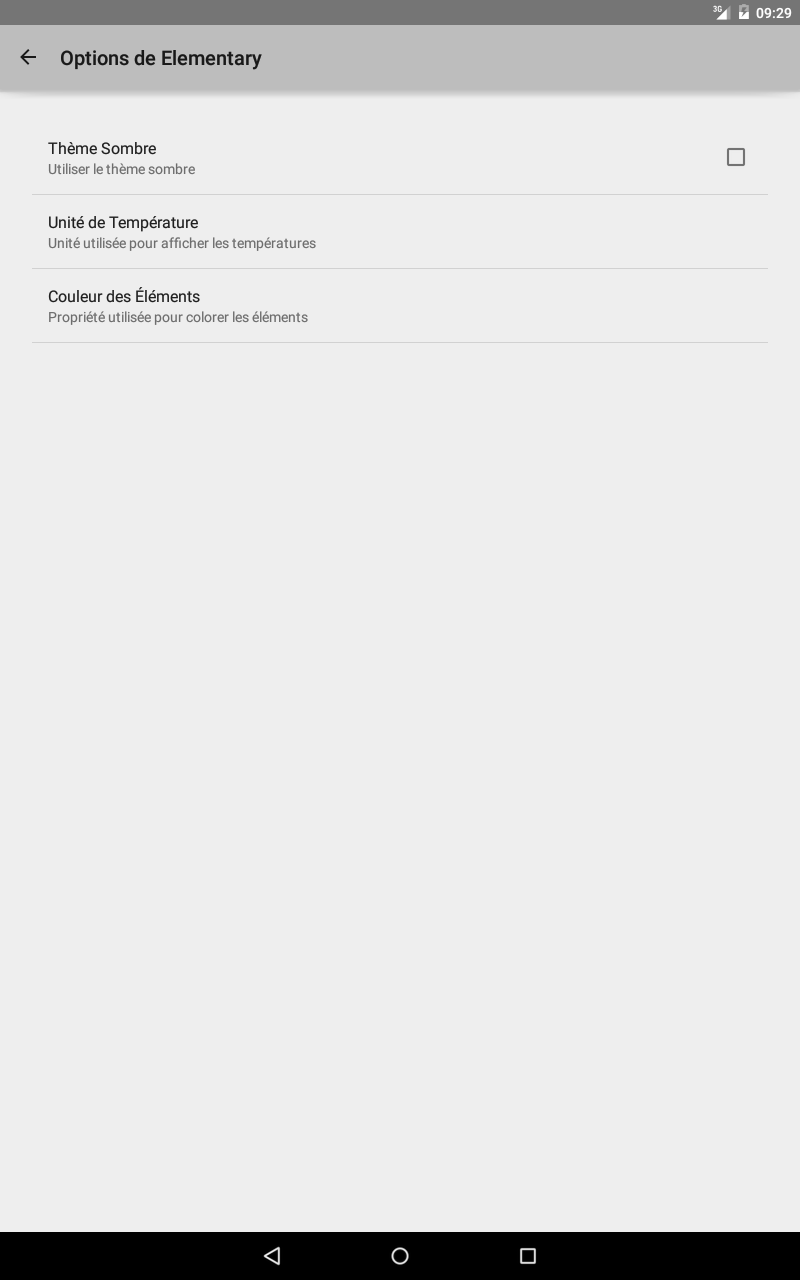 3G 09:29
Options de Elementary
Thème Sombre
Utiliser le thème sombre
Unité de Température
Unité utilisée pour afficher les températures
Couleur des Éléments
Propriété utilisée pour colorer les éléments